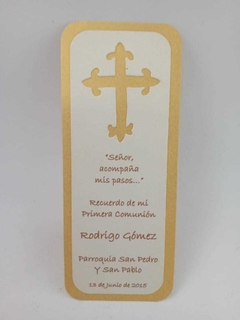 “Señor,
acompaña
mis pasos...”
Recuerdo de mi
Primera Comunión
Rodrigo Gómez
Parroquia San Pedro
Y San Pablo
13 de junio de 2015